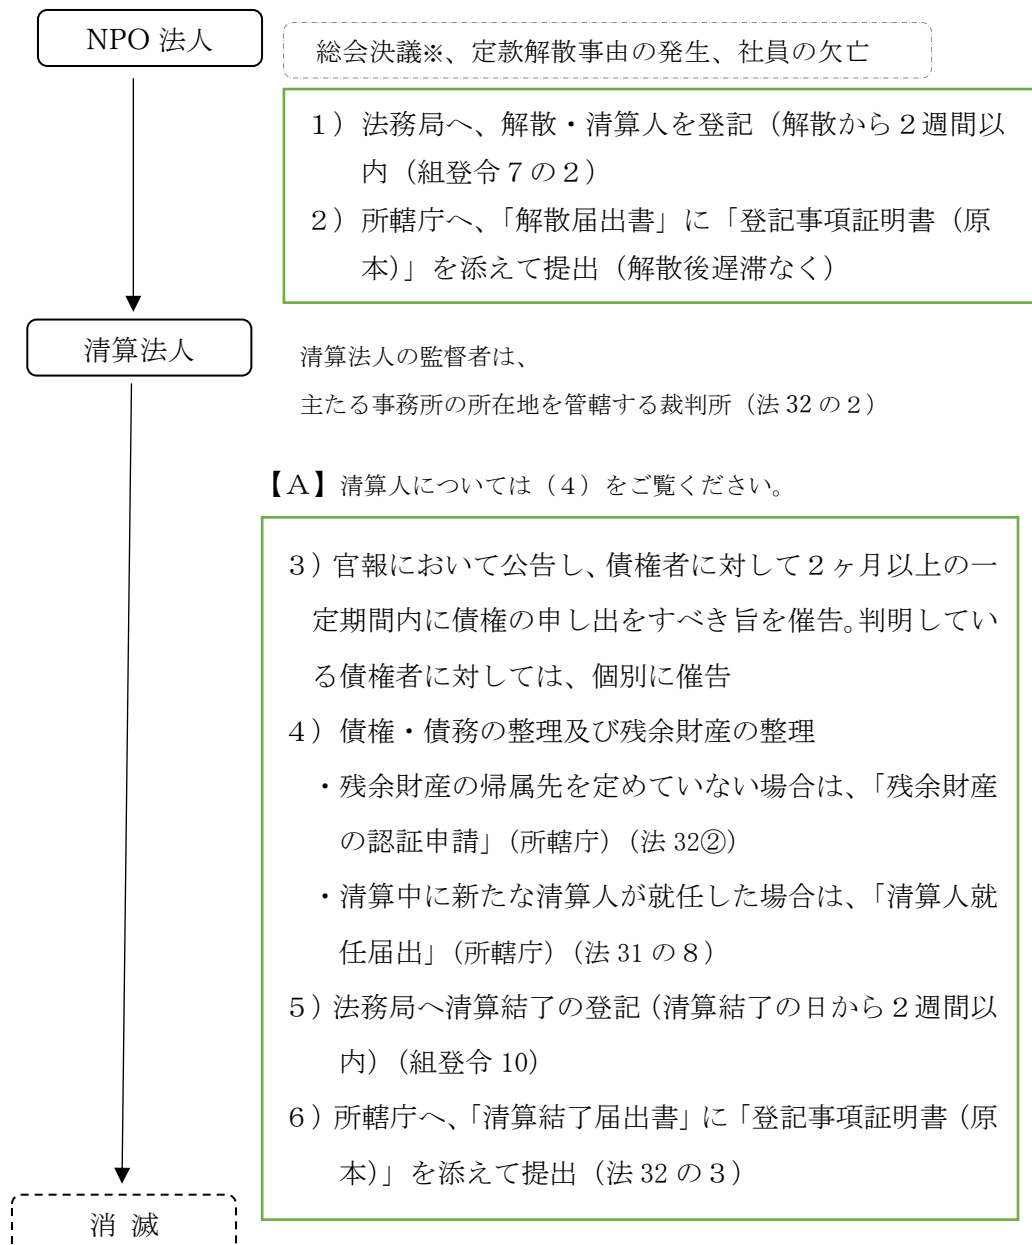 NPO 法人
総会決議※、定款解散事由の発生、社員の欠亡
1）法務局へ、解散・清算人を登記（解散から２週間以
内（組登令７の２）
2）所轄庁へ、「解散届出書」に「登記事項証明書（原
本）」を添えて提出（解散後遅滞なく）
清算法人
清算法人の監督者は、
主たる事務所の所在地を管轄する裁判所（法 32 の２）
【A】清算人については（４）をご覧ください。
3）官報において公告し、債権者に対して２ヶ月以上の一
定期間内に債権の申し出をすべき旨を催告。判明してい
る債権者に対しては、個別に催告
4）債権・債務の整理及び残余財産の整理
・残余財産の帰属先を定めていない場合は、「残余財産
の認証申請」（所轄庁）（法 32②）
・清算中に新たな清算人が就任した場合は、「清算人就
任届出」（所轄庁）（法 31 の８）
5）法務局へ清算結了の登記（清算結了の日から２週間以
内）（組登令 10）
6）所轄庁へ、「清算結了届出書」に「登記事項証明書（原
本）」を添えて提出（法 32 の３）
消 滅